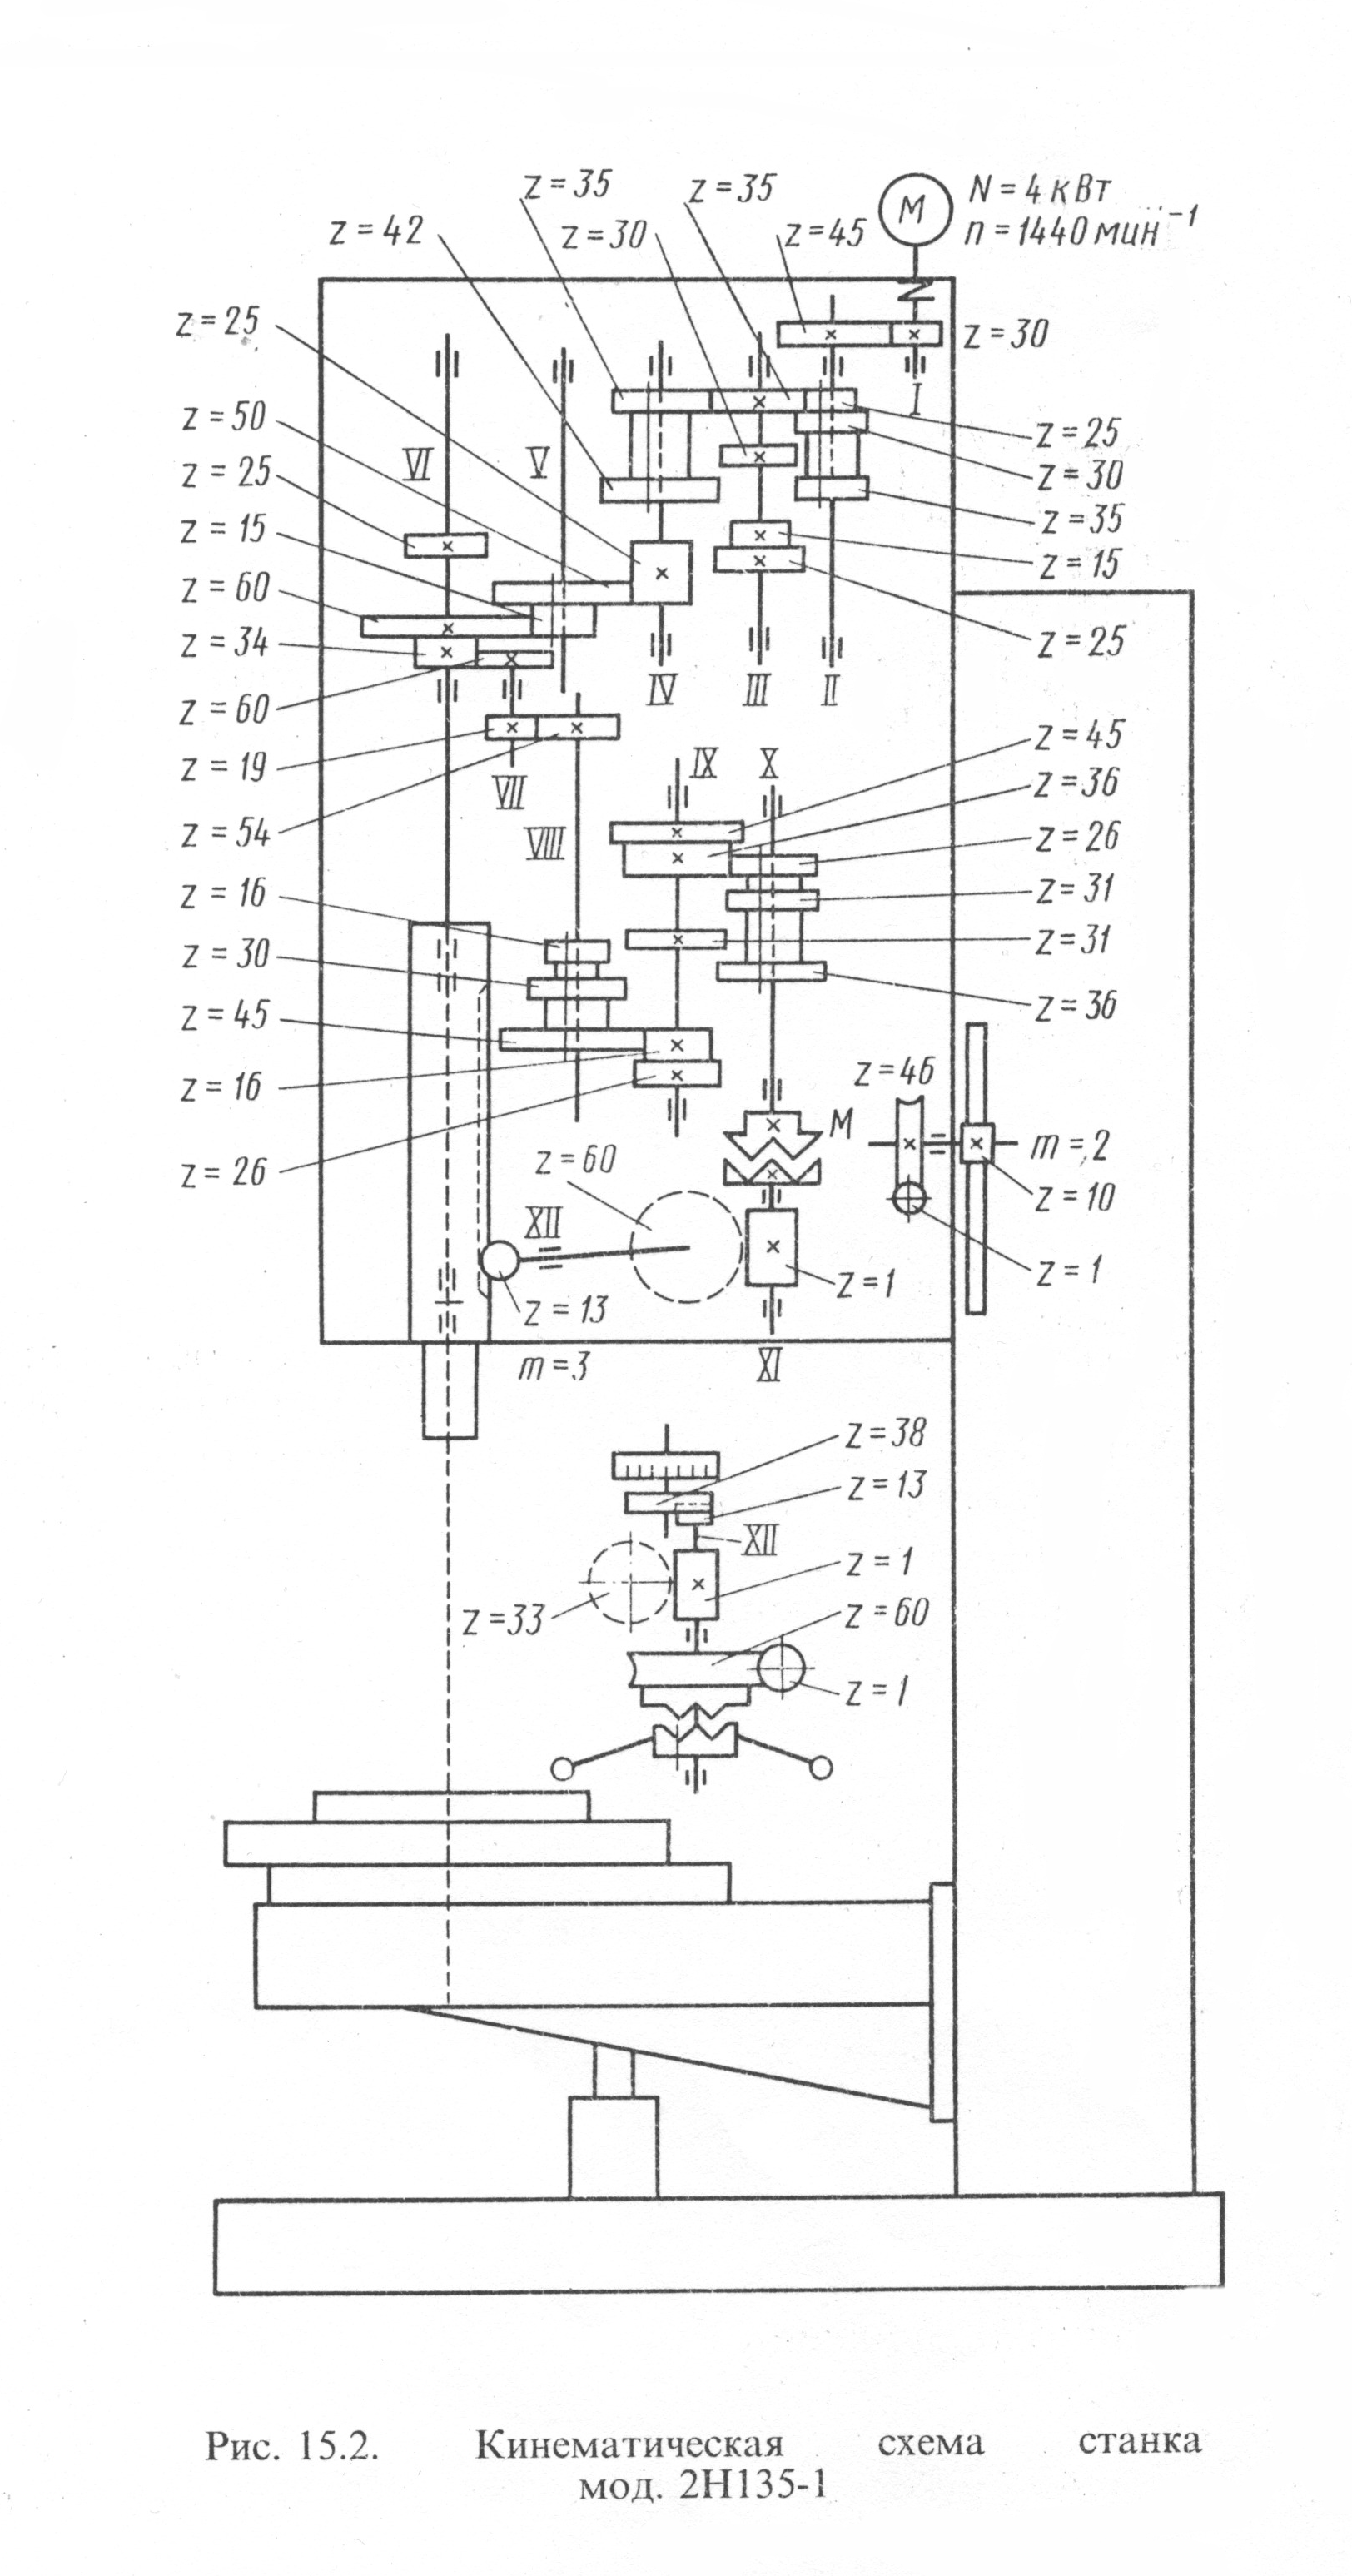 z=35
z=35
M
N=4 кВт
n=1440 мин⁻¹
z=42
z=30
z=45
z=25
z=30
I
z=50
z=25
VI
V
z=25
z=30
z=15
z=35
z=15
z=60
z=34
z=25
IV
III
II
z=60
z=45
z=19
VII
IX
X
z=36
z=54
VIII
z=26
z=16
z=31
z=30
z=31
z=45
z=36
z=16
z=46
M
m=2
z=26
z=60
z=10
XII
z=1
z=1
z=13
m=3
XI
z=38
z=13
XII
z=1
z=33
z=60
z=1
Рис. 15.2. Кинематическая схема станка
мод. 2Н135-1